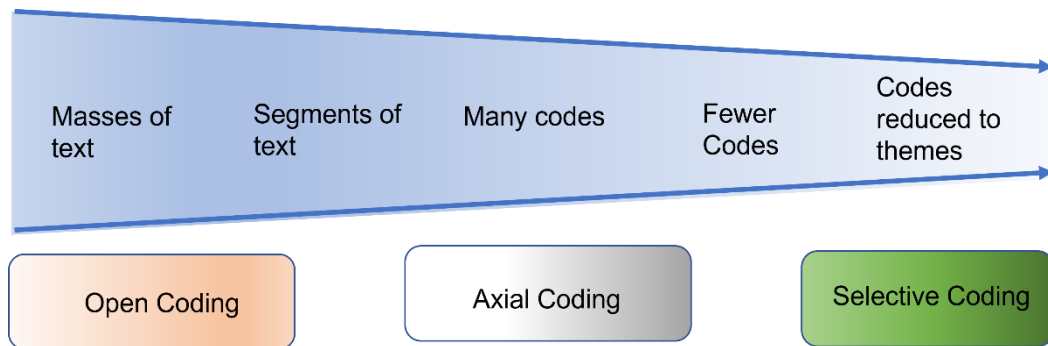 Masses of
text
Segments of
text
Many codes
Fewer
Codes
Codes
reduced to
themes
Open Coding
Axial Coding
Selective Coding